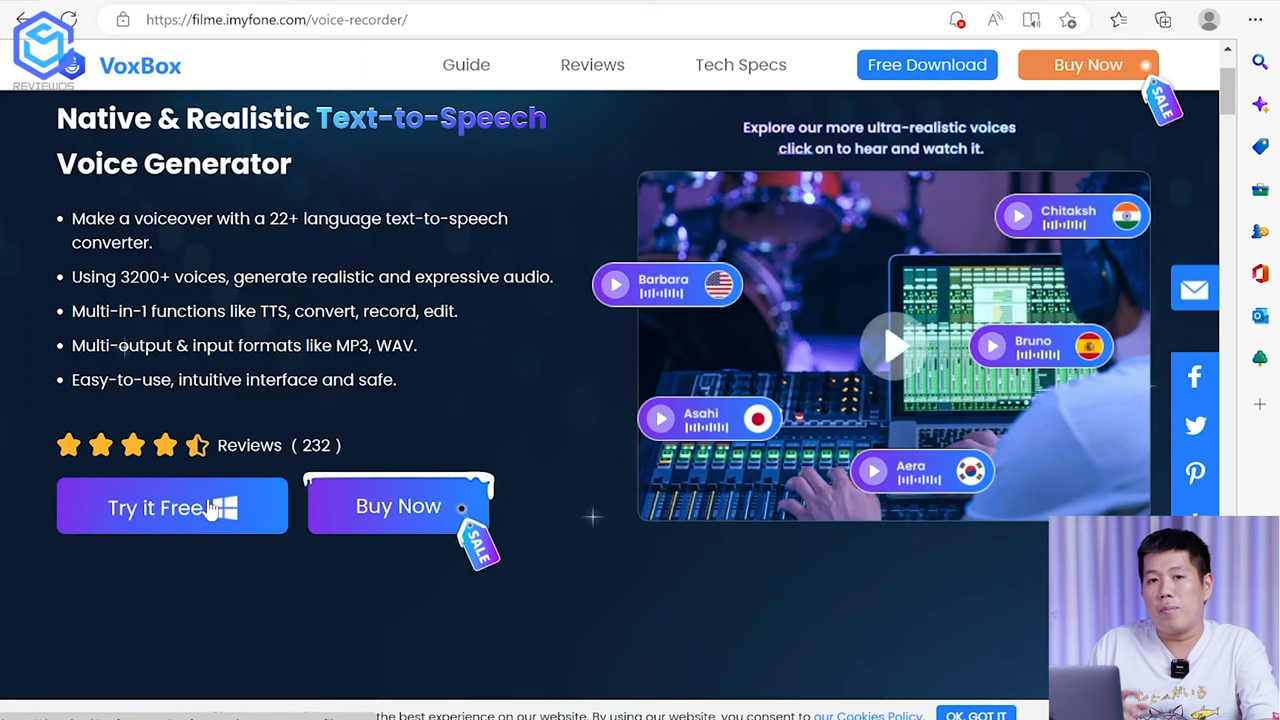 https://filme.imyfone.com/voice-recorder/
REVIEWDS
VoxBox
Guide
Reviews
Tech Specs
Free Download
Buy Now
SALE
Native & Realistic Text-to-Speech
Voice Generator
• Make a voiceover with a 22+ language text-to-speech
converter.
• Using 3200+ voices, generate realistic and expressive audio.
• Multi-in-1 functions like TTS, convert, record, edit.
• Multi-output & input formats like MP3, WAV.
• Easy-to-use, intuitive interface and safe.
Reviews ( 232 )
Try it Free
Buy Now
SALE
Explore our more ultra-realistic voices
click on to hear and watch it.
Chitaksh
Barbara
Bruno
Asahi
Aera
the best experience on our website. By using our website, you consent to our Cookies Policy.
OK, GOT IT